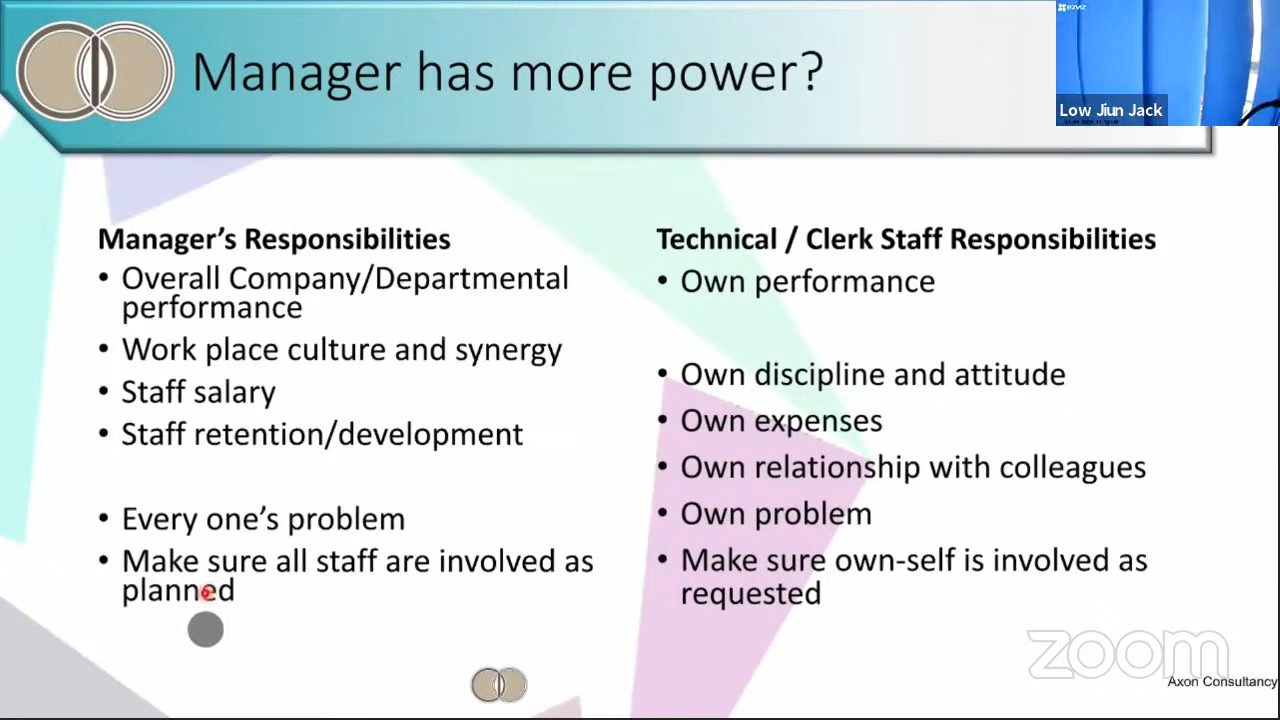 Manager has more power?
ezviz
Low Jiun Jack
Manager's Responsibilities
• Overall Company/Departmental
performance
• Work place culture and synergy
• Staff salary
• Staff retention/development
• Every one's problem
• Make sure all staff are involved as
planned
Technical / Clerk Staff Responsibilities
• Own performance
• Own discipline and attitude
• Own expenses
• Own relationship with colleagues
• Own problem
• Make sure own-self is involved as
requested
zoom
Axon Consultancy